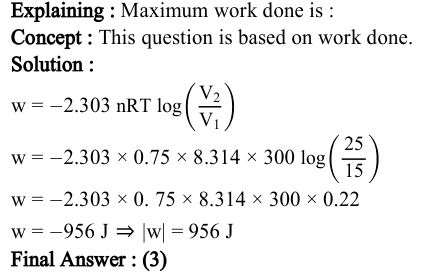 Explaining : Maximum work done is :
Concept : This question is based on work done.
Solution :
w = −2.303 nRT log(V₂/V₁)
w = −2.303 × 0.75 × 8.314 × 300 log(25/15)
w = −2.303 × 0. 75 × 8.314 × 300 × 0.22
w = −956 J ⇒ |w| = 956 J
Final Answer : (3)